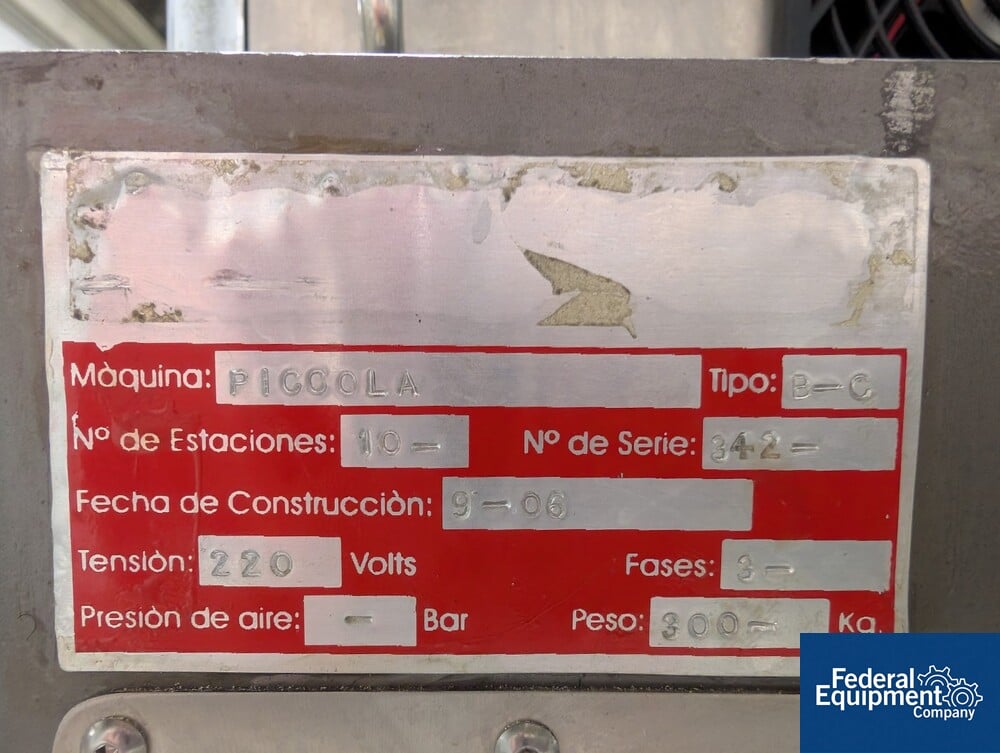 Màquina: PICCOLA Tipo: B-C
Nº de Estaciones: 10- Nº de Serie: 342-
Fecha de Construcciòn: 9-06
Tensiòn: 220 Volts Fases: 3-
Presiòn de aire: - Bar Peso: 300- Kg.
Federal
Equipment
Company